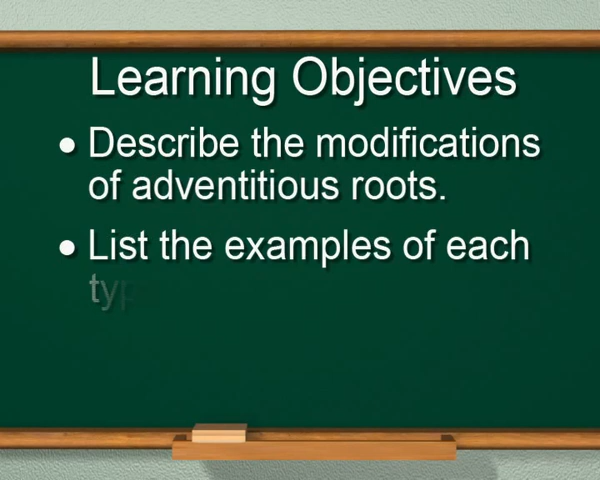 Learning Objectives
• Describe the modifications
of adventitious roots.
• List the examples of each